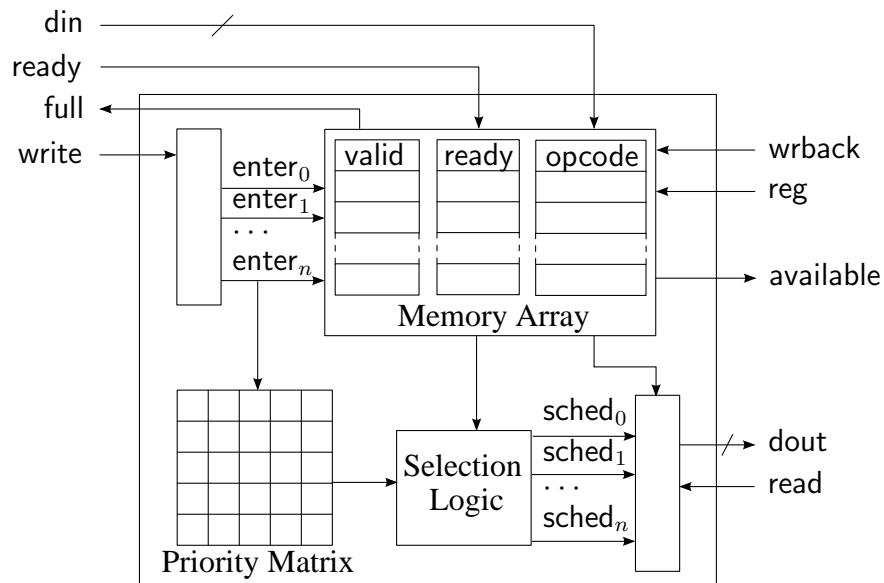 din
ready
full
write
valid ready opcode
wrback
reg
enter₀
enter₁
...
enterₙ
available
Memory Array
sched₀
sched₁
...
schedₙ
Selection
Logic
dout
read
Priority Matrix